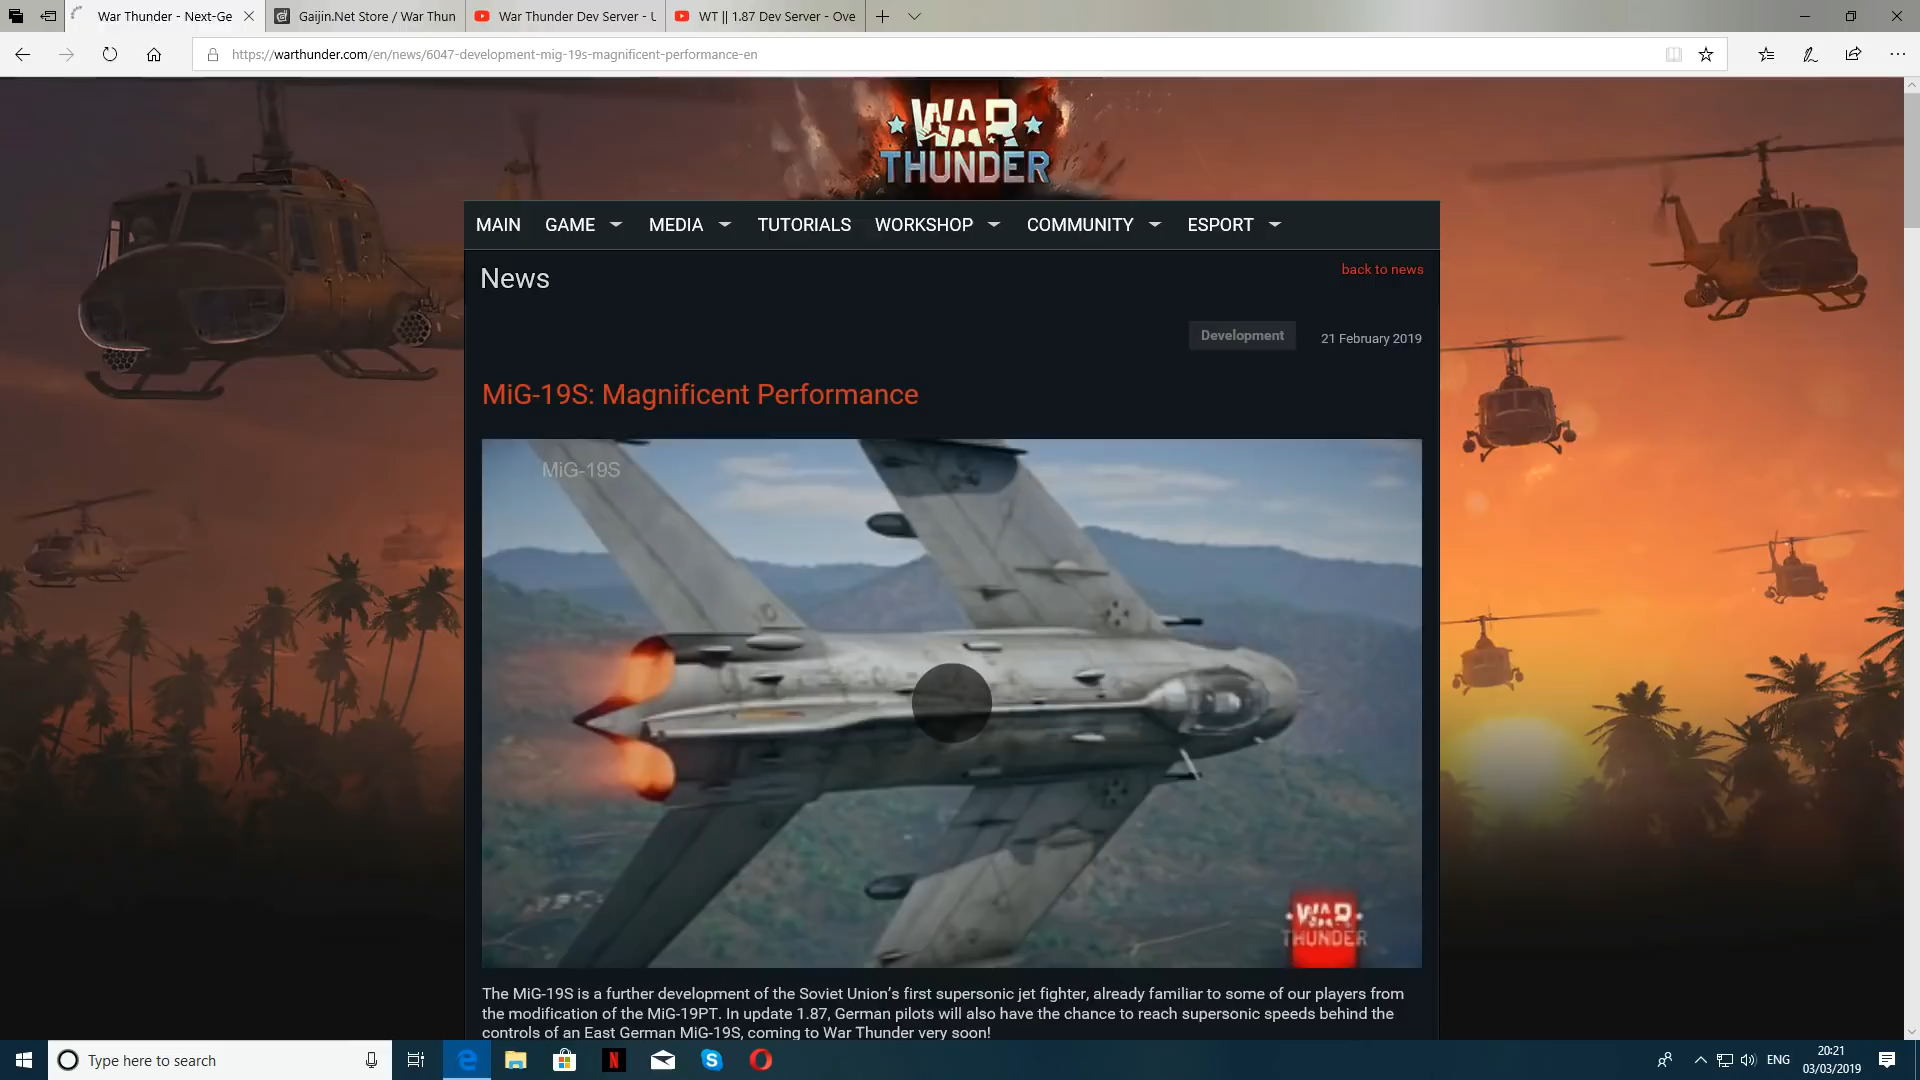 War Thunder - Next-Ge
Gaijin.Net Store / War Thun
War Thunder Dev Server - U
WT || 1.87 Dev Server - Ove
https://warthunder.com/en/news/6047-development-mig-19s-magnificent-performance-en
WAR
THUNDER
MAIN GAME MEDIA TUTORIALS WORKSHOP COMMUNITY ESPORT
News
back to news
Development
21 February 2019
MiG-19S: Magnificent Performance
MiG-19S
WAR
THUNDER
The MiG-19S is a further development of the Soviet Union’s first supersonic jet fighter, already familiar to some of our players from
the modification of the MiG-19PT. In update 1.87, German pilots will also have the chance to reach supersonic speeds behind the
controls of an East German MiG-19S, coming to War Thunder very soon!
Type here to search
N
S
ENG
20:21
03/03/2019